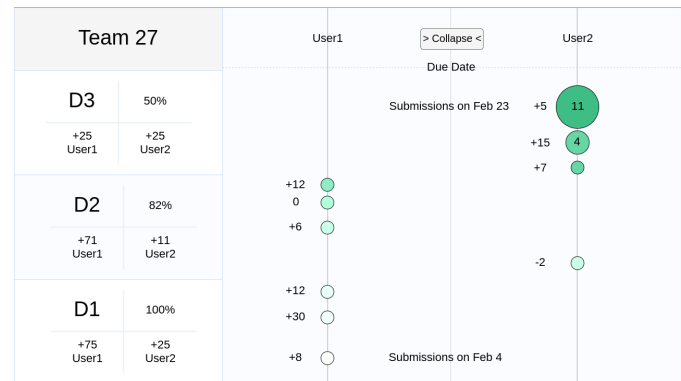 Team 27
User1
> Collapse <
User2
Due Date
D3
50%
+25
User1
+25
User2
Submissions on Feb 23
+5
11
+15
4
+7
D2
82%
+71
User1
+11
User2
+12
0
+6
-2
D1
100%
+75
User1
+25
User2
+12
+30
+8
Submissions on Feb 4